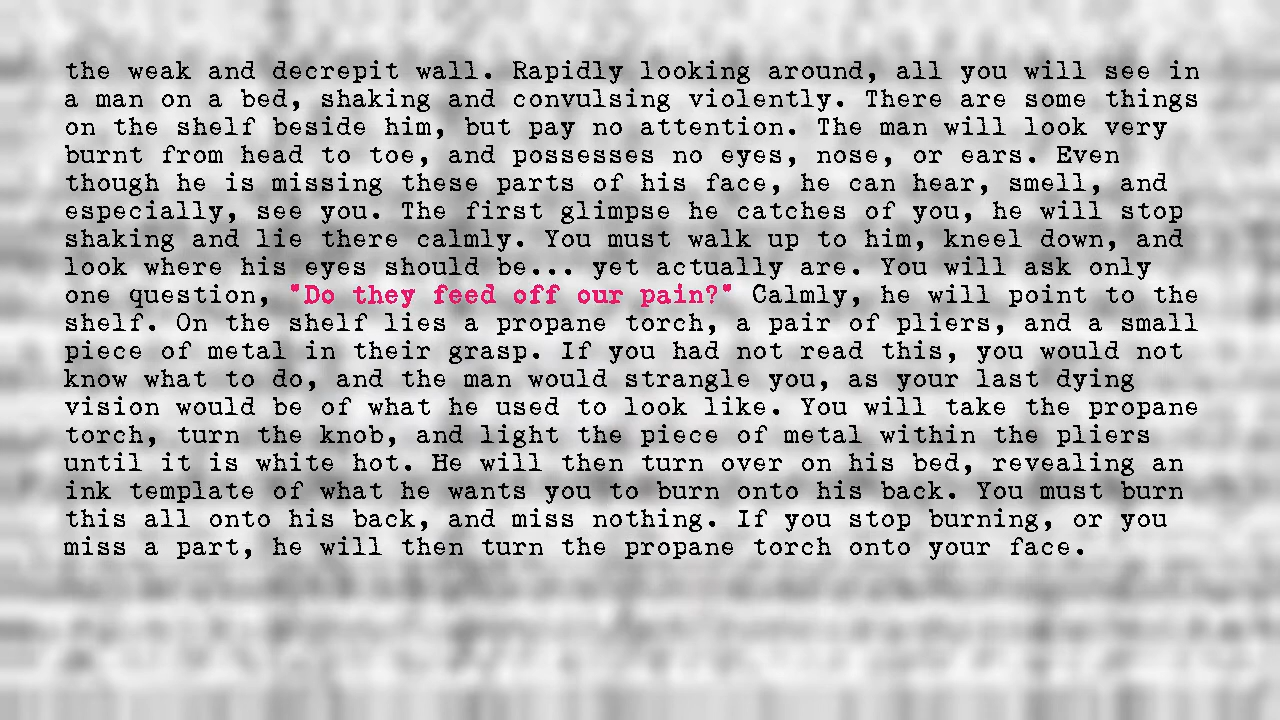 the weak and decrepit wall. Rapidly looking around, all you will see in
a man on a bed, shaking and convulsing violently. There are some things
on the shelf beside him, but pay no attention. The man will look very
burnt from head to toe, and possesses no eyes, nose, or ears. Even
though he is missing these parts of his face, he can hear, smell, and
especially, see you. The first glimpse he catches of you, he will stop
shaking and lie there calmly. You must walk up to him, kneel down, and
look where his eyes should be... yet actually are. You will ask only
one question, "Do they feed off our pain?" Calmly, he will point to the
shelf. On the shelf lies a propane torch, a pair of pliers, and a small
piece of metal in their grasp. If you had not read this, you would not
know what to do, and the man would strangle you, as your last dying
vision would be of what he used to look like. You will take the propane
torch, turn the knob, and light the piece of metal within the pliers
until it is white hot. He will then turn over on his bed, revealing an
ink template of what he wants you to burn onto his back. You must burn
this all onto his back, and miss nothing. If you stop burning, or you
miss a part, he will then turn the propane torch onto your face.